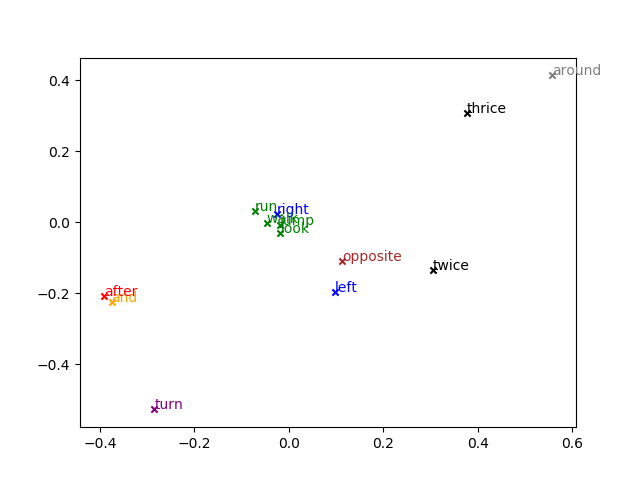 around
0.4
thrice
0.2
run
right
walk
jump
0.0
look
opposite
twice
left
−0.2
after
and
−0.4
turn
−0.4
−0.2
0.0
0.2
0.4
0.6